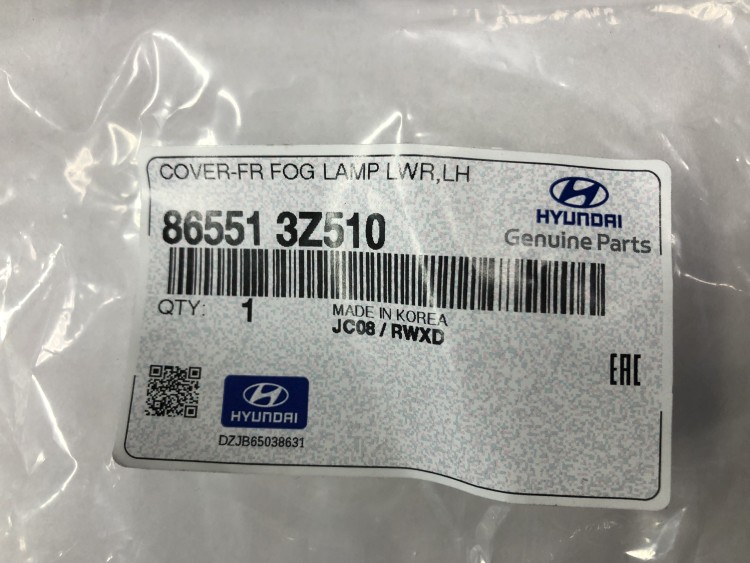 COVER-FR FOG LAMP LWR,LH
86551 3Z510
HYUNDAI
Genuine Parts
QTY: 1
MADE IN KOREA
JC08 / RWXD
EAC
HYUNDAI
DZJB65038631